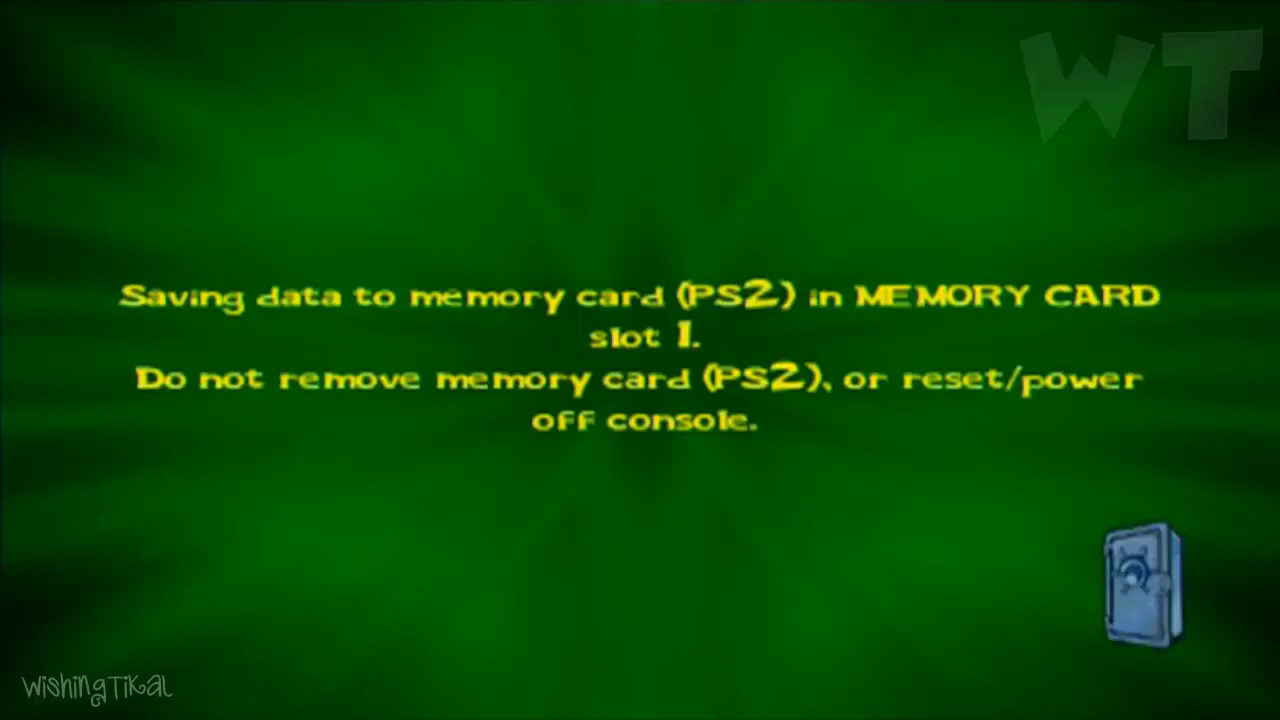 WT
Saving data to memory card (PS2) in MEMORY CARD
slot 1.
Do not remove memory card (PS2), or reset/power
off console.
WishingTikal